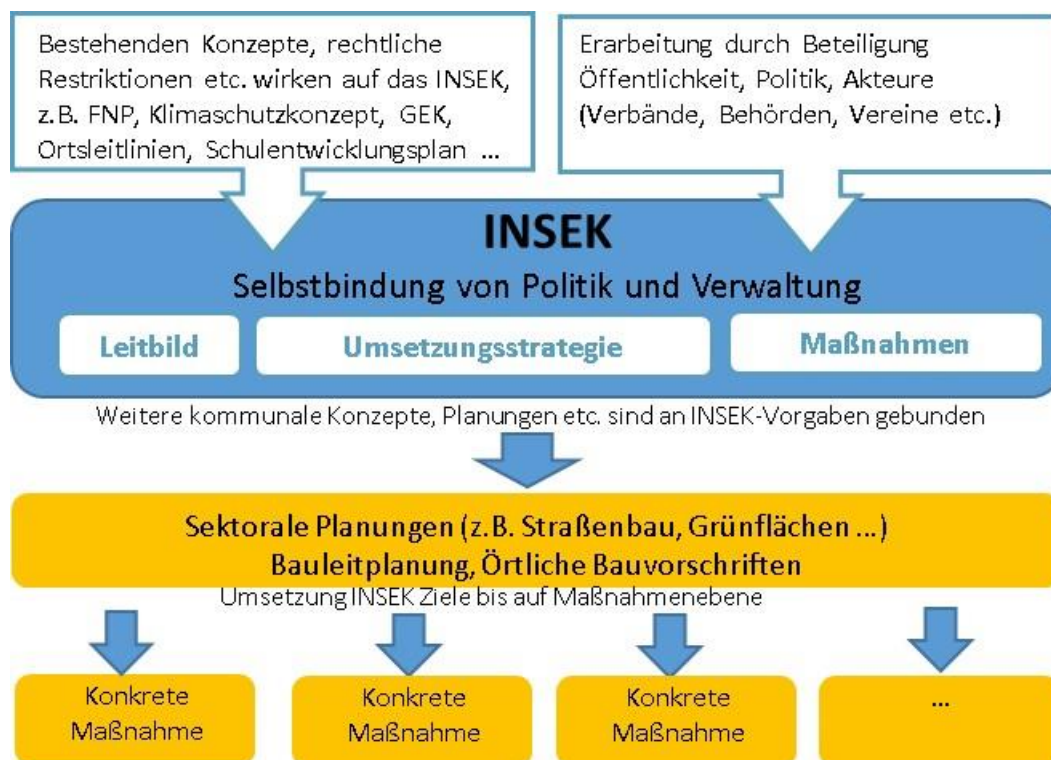 Bestehenden Konzepte, rechtliche
Restriktionen etc. wirken auf das INSEK,
z.B. FNP, Klimaschutzkonzept, GEK,
Ortsleitlinien, Schulentwicklungsplan ...
Erarbeitung durch Beteiligung
Öffentlichkeit, Politik, Akteure
(Verbände, Behörden, Vereine etc.)
INSEK
Selbstbindung von Politik und Verwaltung
Leitbild
Umsetzungsstrategie
Maßnahmen
Weitere kommunale Konzepte, Planungen etc. sind an INSEK-Vorgaben gebunden
Sektorale Planungen (z.B. Straßenbau, Grünflächen ...)
Bauleitplanung, Örtliche Bauvorschriften
Umsetzung INSEK Ziele bis auf Maßnahmenebene
Konkrete
Maßnahme
Konkrete
Maßnahme
Konkrete
Maßnahme
...